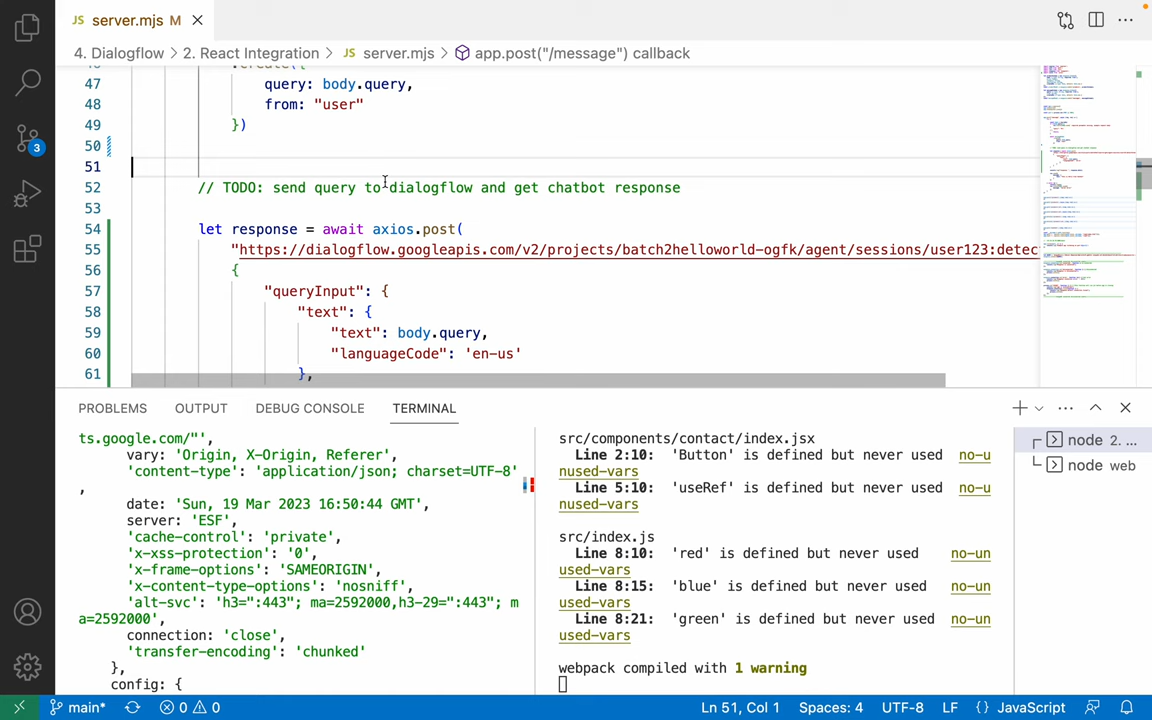 JS server.mjs M
4. Dialogflow > 2. React Integration > JS server.mjs > app.post("/message") callback
47 query: body.query,
48 from: "user"
49 })
50
51
52 // TODO: send query to dialogflow and get chatbot response
53
54 let response = await axios.post(
55 "https://dialogflow.googleapis.com/v2/projects/batch2helloworld-ogfk/agent/sessions/user123:detec
56 {
57 "queryInput": {
58 "text": {
59 "text": body.query,
60 "languageCode": 'en-us'
61 },
PROBLEMS OUTPUT DEBUG CONSOLE TERMINAL
ts.google.com/"',
vary: 'Origin, X-Origin, Referer',
'content-type': 'application/json; charset=UTF-8'
,
date: 'Sun, 19 Mar 2023 16:50:44 GMT',
server: 'ESF',
'cache-control': 'private',
'x-xss-protection': '0',
'x-frame-options': 'SAMEORIGIN',
'x-content-type-options': 'nosniff',
'alt-svc': 'h3=":443"; ma=2592000,h3-29=":443"; m
a=2592000',
connection: 'close',
'transfer-encoding': 'chunked'
},
config: {
src/components/contact/index.jsx
Line 2:10: 'Button' is defined but never used no-u
nused-vars
Line 5:10: 'useRef' is defined but never used no-u
nused-vars
src/index.js
Line 8:10: 'red' is defined but never used no-un
used-vars
Line 8:15: 'blue' is defined but never used no-un
used-vars
Line 8:21: 'green' is defined but never used no-un
used-vars
webpack compiled with 1 warning
node 2. ...
node web
3
main* 0 0 Ln 51, Col 1 Spaces: 4 UTF-8 LF {} JavaScript